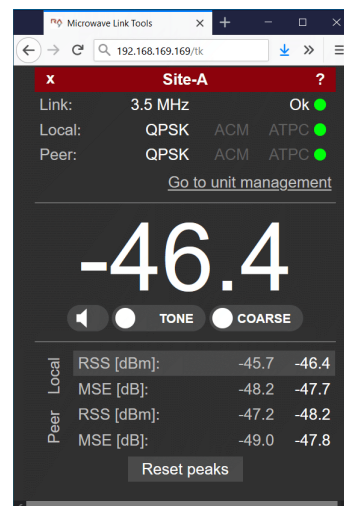 Microwave Link Tools
192.168.169.169/tk
x Site-A ?
Link: 3.5 MHz Ok
Local: QPSK ACM ATPC
Peer: QPSK ACM ATPC
Go to unit management
-46.4
TONE COARSE
Local
RSS [dBm]: -45.7 -46.4
MSE [dB]: -48.2 -47.7
Peer
RSS [dBm]: -47.2 -48.2
MSE [dB]: -49.0 -47.8
Reset peaks